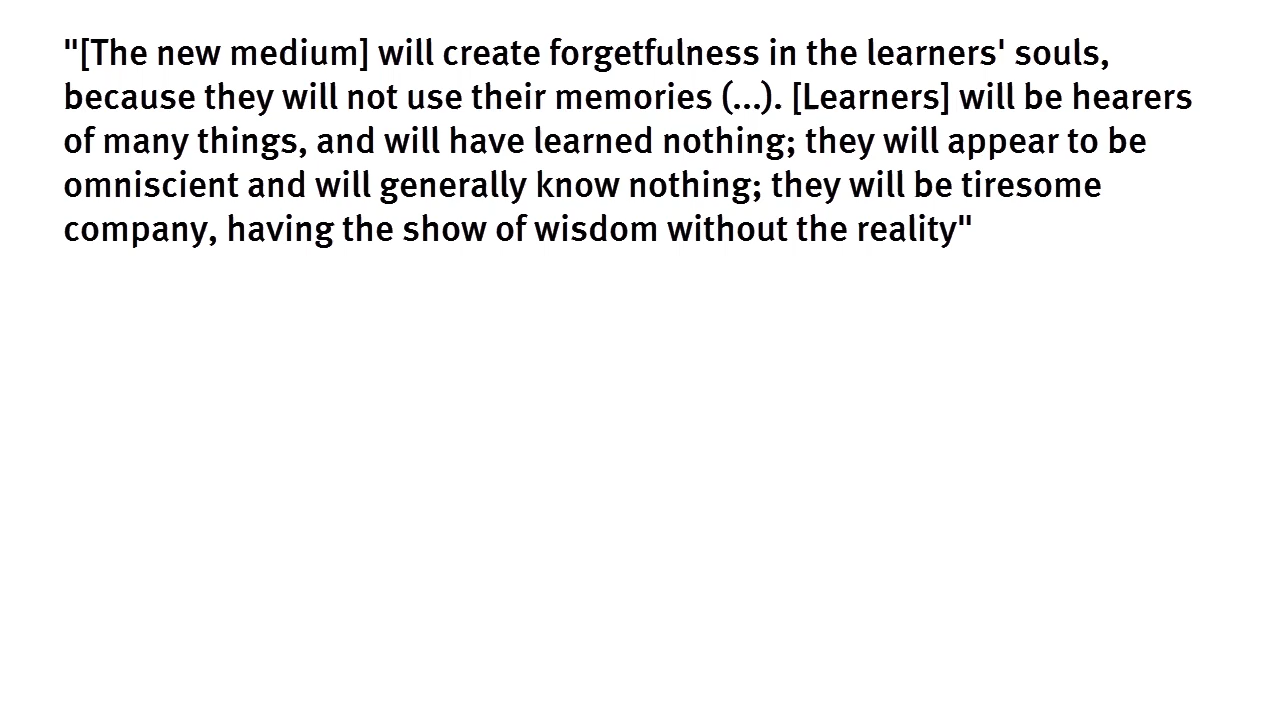 "[The new medium] will create forgetfulness in the learners' souls,
because they will not use their memories (...). [Learners] will be hearers
of many things, and will have learned nothing; they will appear to be
omniscient and will generally know nothing; they will be tiresome
company, having the show of wisdom without the reality"